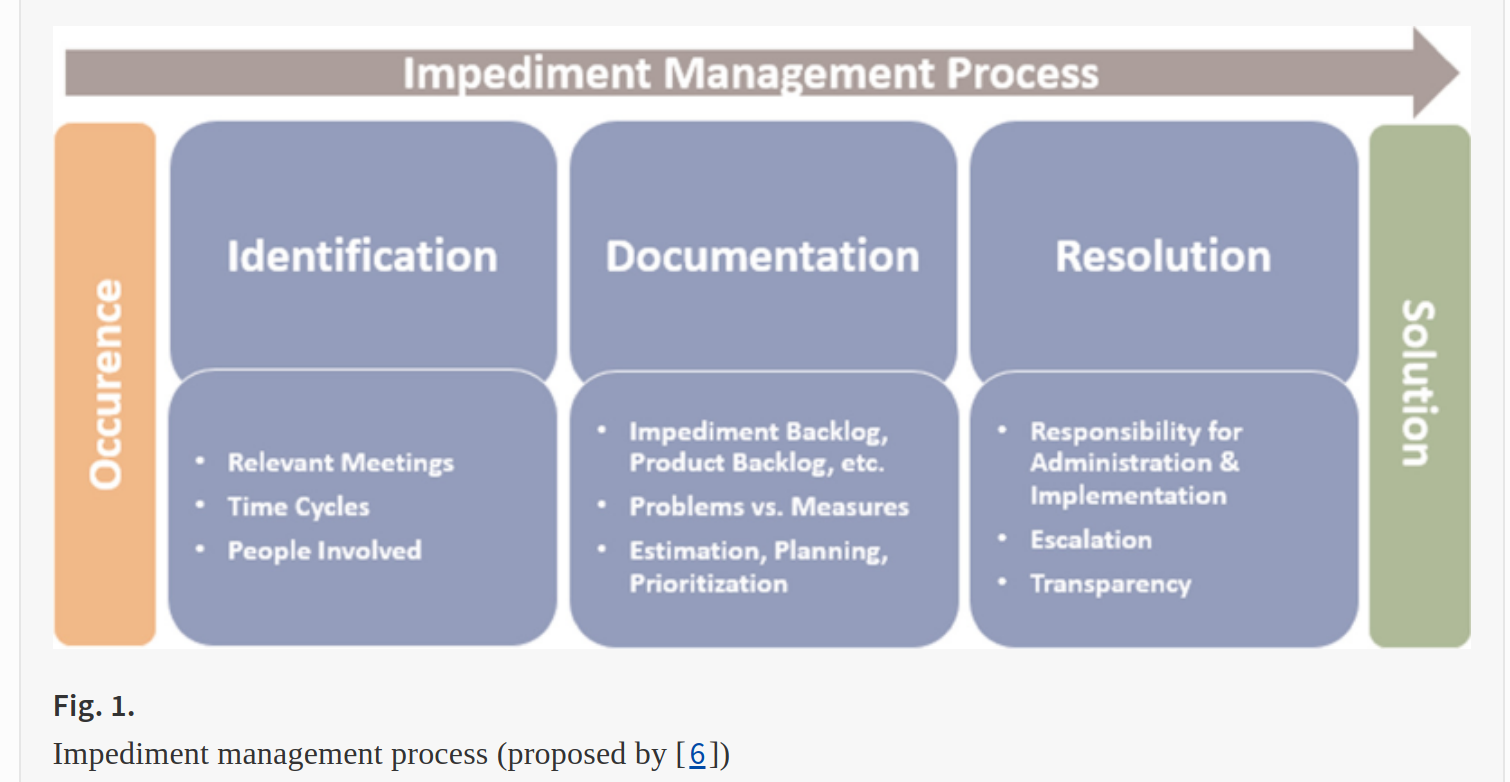 Impediment Management Process
Occurence
Identification
• Relevant Meetings
• Time Cycles
• People Involved
Documentation
• Impediment Backlog,
Product Backlog, etc.
• Problems vs. Measures
• Estimation, Planning,
Prioritization
Resolution
• Responsibility for
Administration &
Implementation
• Escalation
• Transparency
Solution
Fig. 1.
Impediment management process (proposed by [6])